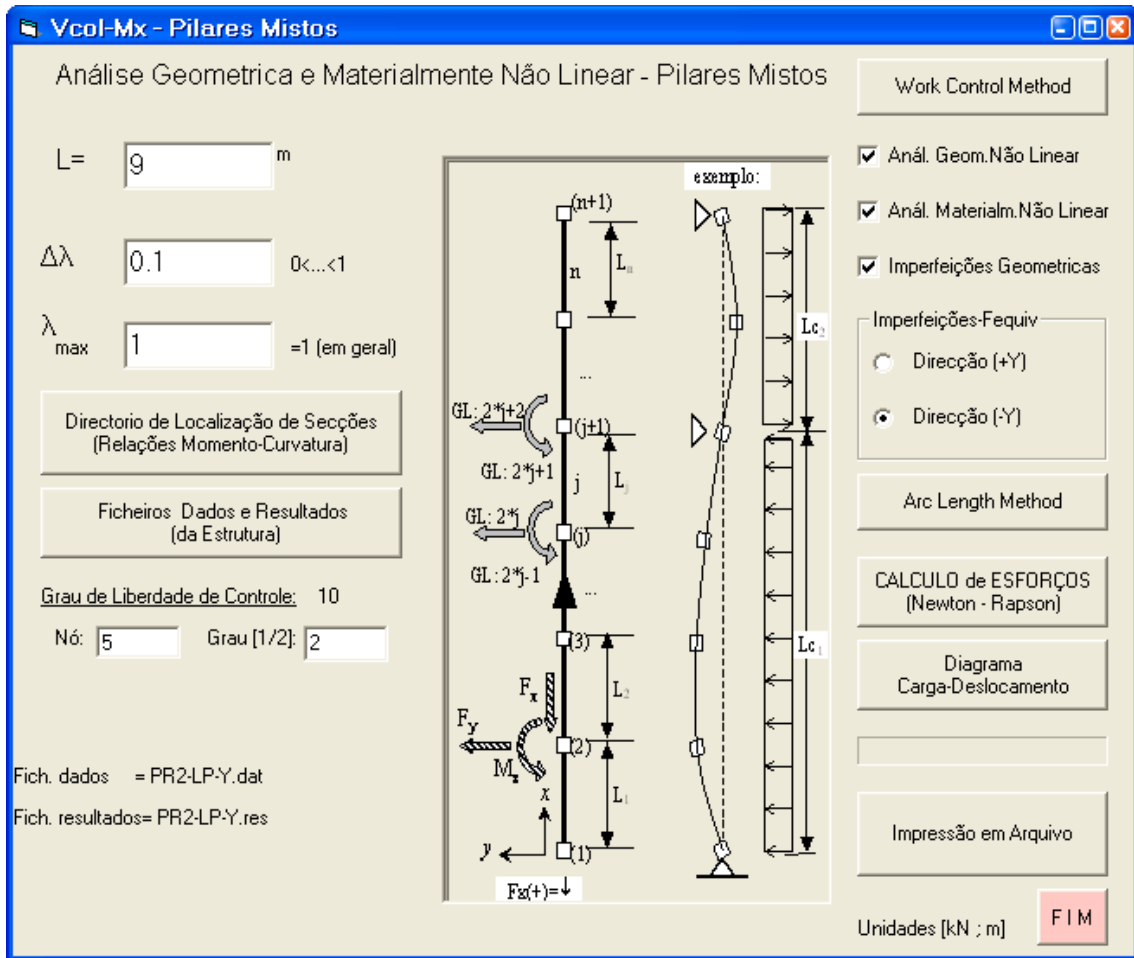 Vcol-Mx - Pilares Mistos
Análise Geometrica e Materialmente Não Linear - Pilares Mistos
L=
9
m
Δλ
0.1
0<...<1
λ
max
1
=1 (em geral)
Directorio de Localização de Secções
(Relações Momento-Curvatura)
Ficheiros Dados e Resultados
(da Estrutura)
Grau de Liberdade de Controle: 10
Nó: 5 Grau [1/2]: 2
Fich. dados = PR2-LP-Y.dat
Fich. resultados= PR2-LP-Y.res
exemplo:
(n+1)
Ln
n
Lc2
...
GL: 2*j+2
(j+1)
GL: 2*j+1
j
Lj
GL: 2*j
(j)
GL: 2*j-1
...
(3)
Lc1
Fx
L2
Fy
(2)
Mz
x
L1
y
(1)
Fx(+)=↓
Work Control Method
Anál. Geom.Não Linear
Anál. Materialm.Não Linear
Imperfeições Geometricas
Imperfeições-Fequiv
Direcção (+Y)
Direcção (-Y)
Arc Length Method
CALCULO de ESFORÇOS
(Newton - Rapson)
Diagrama
Carga-Deslocamento
Impressão em Arquivo
Unidades [kN ; m]
F I M